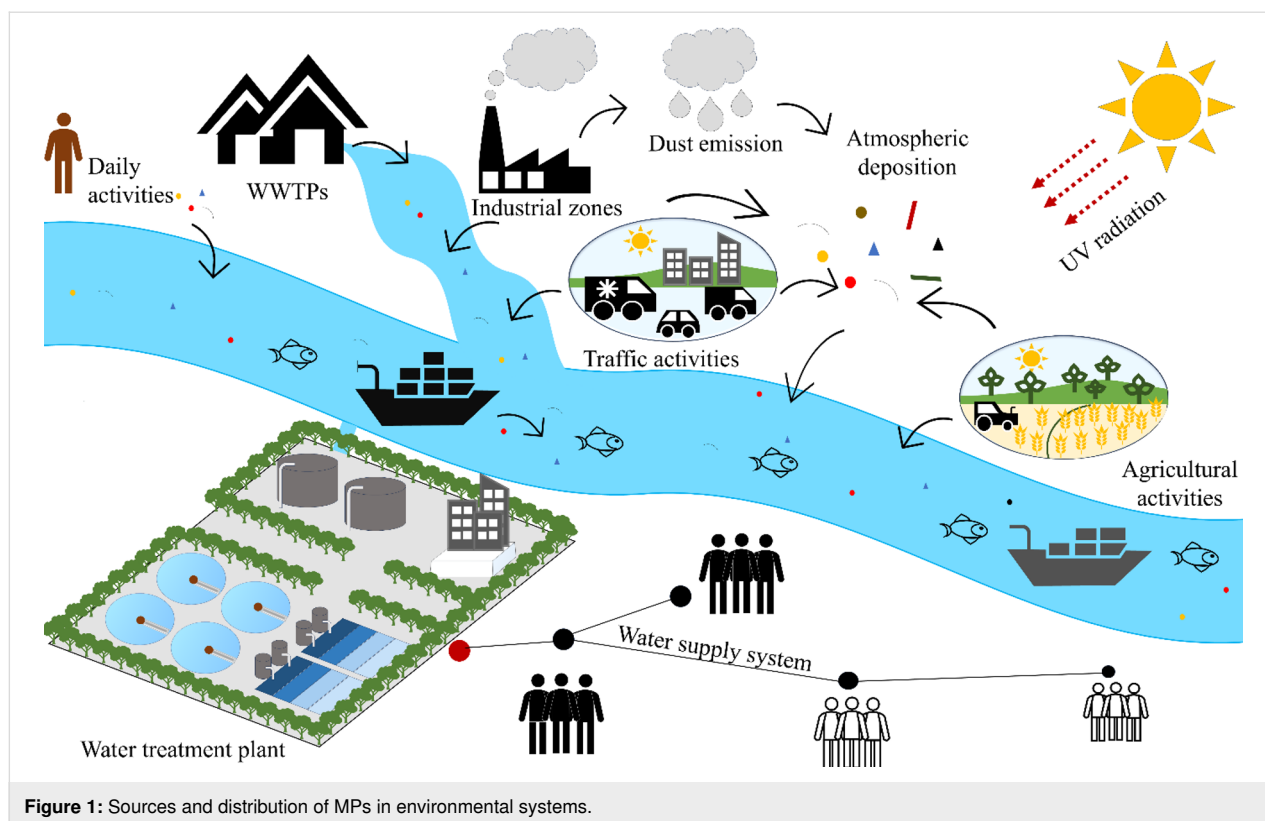 Dust emission
Atmospheric
deposition
Daily
activities
WWTPs
Industrial zones
UV radiation
Traffic activities
Agricultural
activities
Water supply system
Water treatment plant
Figure 1: Sources and distribution of MPs in environmental systems.